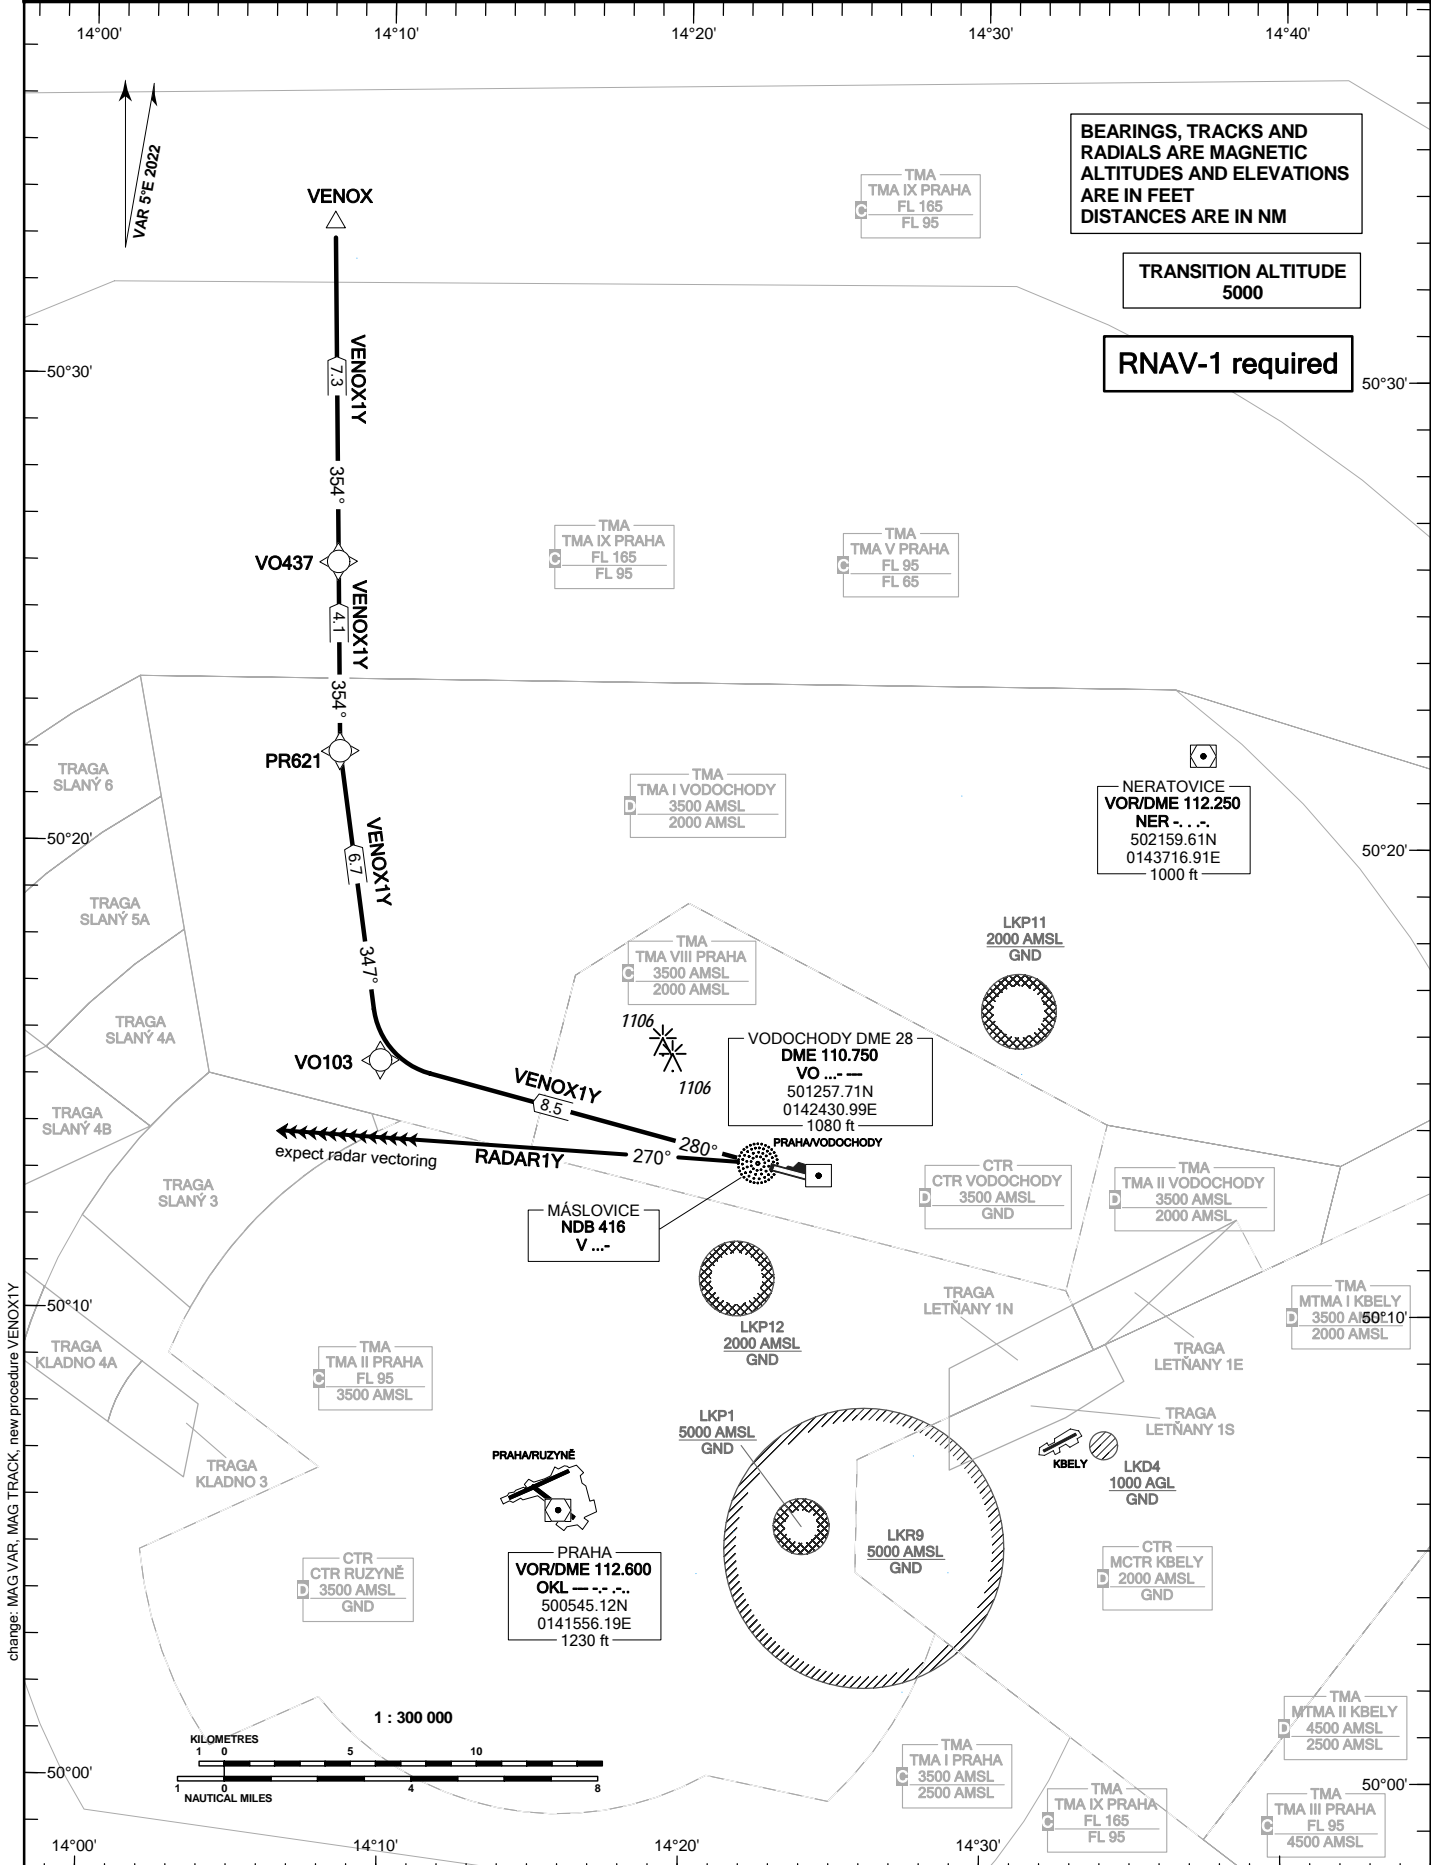 14°00'
14°10'
14°20'
14°30'
14°40'
VAR 5°E 2022
BEARINGS, TRACKS AND
RADIALS ARE MAGNETIC
ALTITUDES AND ELEVATIONS
ARE IN FEET
DISTANCES ARE IN NM
TMA
TMA IX PRAHA
C
FL 165
FL 95
VENOX
TRANSITION ALTITUDE
5000
RNAV-1 required
50°30'
50°30'
7.3
VENOX1Y
354°
VO437
TMA
TMA IX PRAHA
C
FL 165
FL 95
TMA
TMA V PRAHA
C
FL 95
FL 65
4.1
VENOX1Y
354°
PR621
TRAGA
SLANÝ 6
TMA
TMA I VODOCHODY
D
3500 AMSL
2000 AMSL
NERATOVICE
VOR/DME 112.250
NER -. . .-.
502159.61N
0143716.91E
1000 ft
50°20'
50°20'
6.7
VENOX1Y
347°
TRAGA
SLANÝ 5A
LKP11
2000 AMSL
GND
TMA
TMA VIII PRAHA
C
3500 AMSL
2000 AMSL
TRAGA
SLANÝ 4A
1106
1106
VODOCHODY DME 28
DME 110.750
VO ...- ---
501257.71N
0142430.99E
1080 ft
VO103
VENOX1Y
8.5
280°
TRAGA
SLANÝ 4B
PRAHA/VODOCHODY
expect radar vectoring
RADAR1Y
270°
TRAGA
SLANÝ 3
CTR
CTR VODOCHODY
D
3500 AMSL
GND
TMA
TMA II VODOCHODY
D
3500 AMSL
2000 AMSL
MÁSLOVICE
NDB 416
V ...-
50°10'
TRAGA
LETŇANY 1N
TMA
MTMA I KBELY
D
3500 AMSL
2000 AMSL
50°10'
LKP12
2000 AMSL
GND
TRAGA
KLADNO 4A
TMA
TMA II PRAHA
C
FL 95
3500 AMSL
TRAGA
LETŇANY 1E
TRAGA
LETŇANY 1S
LKP1
5000 AMSL
GND
TRAGA
KLADNO 3
PRAHA/RUZYNĚ
KBELY
LKD4
1000 AGL
GND
LKR9
5000 AMSL
GND
CTR
CTR RUZYNĚ
D
3500 AMSL
GND
PRAHA
VOR/DME 112.600
OKL --- -.- .-..
500545.12N
0141556.19E
1230 ft
CTR
MCTR KBELY
D
2000 AMSL
GND
change: MAG VAR, MAG TRACK, new procedure VENOX1Y
1 : 300 000
KILOMETRES
1 0 5 10
1 0 4 8
NAUTICAL MILES
TMA
MTMA II KBELY
D
4500 AMSL
2500 AMSL
50°00'
50°00'
TMA
TMA I PRAHA
C
3500 AMSL
2500 AMSL
TMA
TMA IX PRAHA
C
FL 165
FL 95
TMA
TMA III PRAHA
C
FL 95
4500 AMSL
14°00'
14°10'
14°20'
14°30'